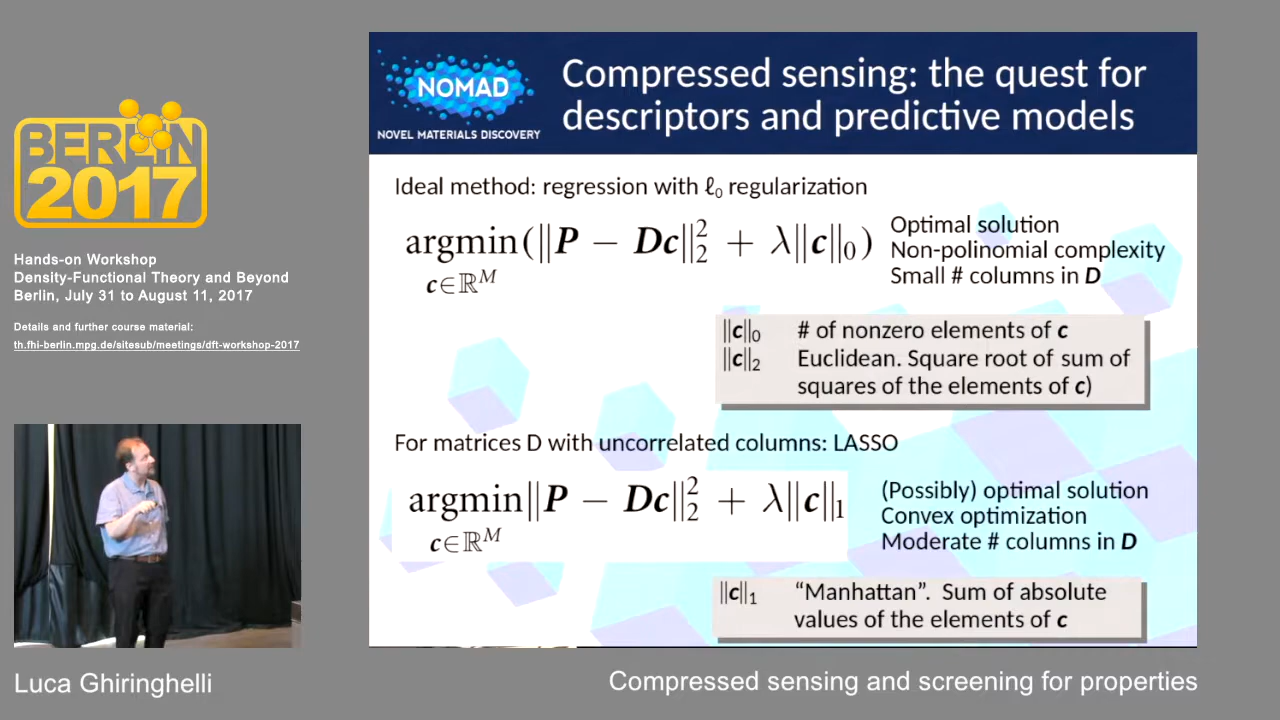 BERLIN
2017
Hands-on Workshop
Density-Functional Theory and Beyond
Berlin, July 31 to August 11, 2017
Details and further course material:
th.fhi-berlin.mpg.de/sitesub/meetings/dft-workshop-2017
NOMAD
NOVEL MATERIALS DISCOVERY
Compressed sensing: the quest for
descriptors and predictive models
Ideal method: regression with ℓ₀ regularization
argmin(||P − Dc||₂² + λ||c||₀)
c∈ℝᴹ
Optimal solution
Non-polinomial complexity
Small # columns in D
||c||₀ # of nonzero elements of c
||c||₂ Euclidean. Square root of sum of
squares of the elements of c)
For matrices D with uncorrelated columns: LASSO
argmin||P − Dc||₂² + λ||c||₁
c∈ℝᴹ
(Possibly) optimal solution
Convex optimization
Moderate # columns in D
||c||₁ “Manhattan”. Sum of absolute
values of the elements of c
Luca Ghiringhelli
Compressed sensing and screening for properties